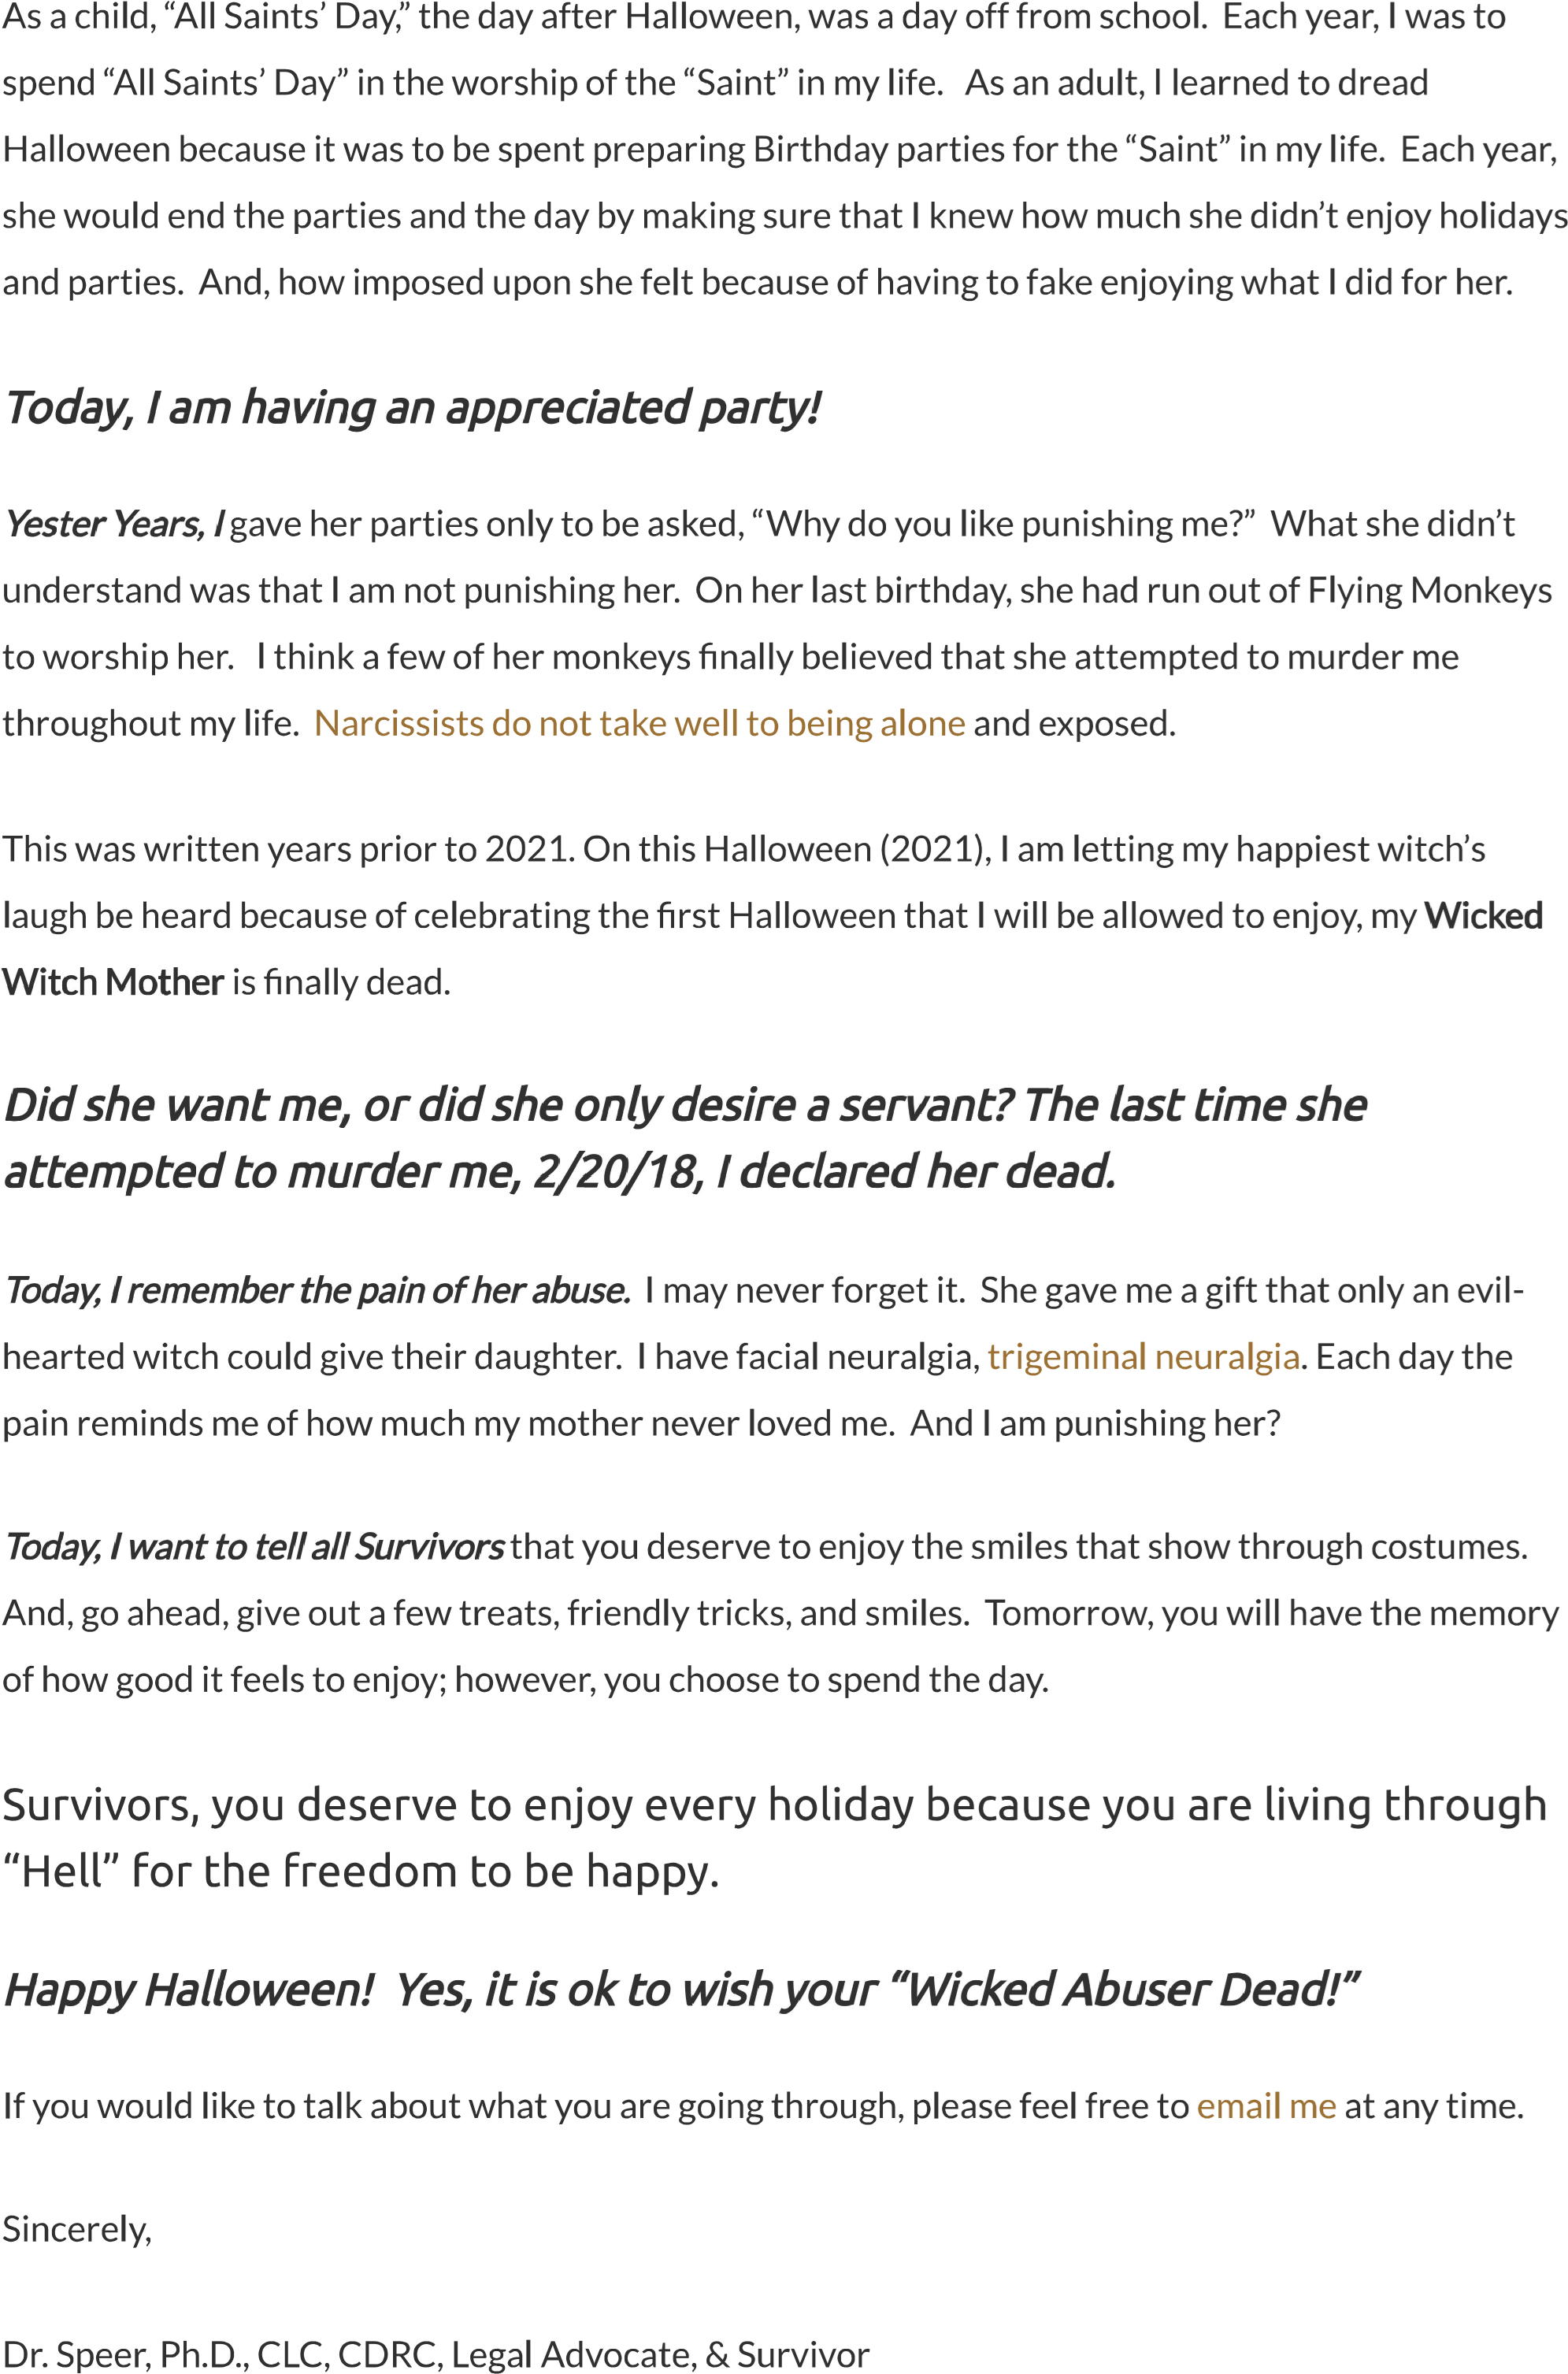 As a child, “All Saints’ Day,” the day after Halloween, was a day off from school.  Each year, I was to
spend “All Saints’ Day” in the worship of the “Saint” in my life.   As an adult, I learned to dread
Halloween because it was to be spent preparing Birthday parties for the “Saint” in my life.  Each year,
she would end the parties and the day by making sure that I knew how much she didn’t enjoy holidays
and parties.  And, how imposed upon she felt because of having to fake enjoying what I did for her.
Today, I am having an appreciated party!
Yester Years, I gave her parties only to be asked, “Why do you like punishing me?”  What she didn’t
understand was that I am not punishing her.  On her last birthday, she had run out of Flying Monkeys
to worship her.   I think a few of her monkeys finally believed that she attempted to murder me
throughout my life.  Narcissists do not take well to being alone and exposed.
This was written years prior to 2021. On this Halloween (2021), I am letting my happiest witch’s
laugh be heard because of celebrating the first Halloween that I will be allowed to enjoy, my Wicked
Witch Mother is finally dead.
Did she want me, or did she only desire a servant? The last time she
attempted to murder me, 2/20/18, I declared her dead.
Today, I remember the pain of her abuse.  I may never forget it.  She gave me a gift that only an evil-
hearted witch could give their daughter.  I have facial neuralgia, trigeminal neuralgia. Each day the
pain reminds me of how much my mother never loved me.  And I am punishing her?
Today, I want to tell all Survivors that you deserve to enjoy the smiles that show through costumes.
And, go ahead, give out a few treats, friendly tricks, and smiles.  Tomorrow, you will have the memory
of how good it feels to enjoy; however, you choose to spend the day.
Survivors, you deserve to enjoy every holiday because you are living through
“Hell” for the freedom to be happy.
Happy Halloween!  Yes, it is ok to wish your “Wicked Abuser Dead!”
If you would like to talk about what you are going through, please feel free to email me at any time.
Sincerely,
Dr. Speer, Ph.D., CLC, CDRC, Legal Advocate, & Survivor